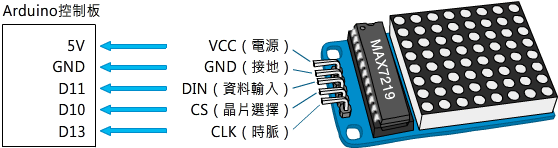 Arduino控制板
5V VCC（電源）
GND GND（接地）
D11 DIN（資料輸入）
D10 CS（晶片選擇）
D13 CLK（時脈）
MAX7219